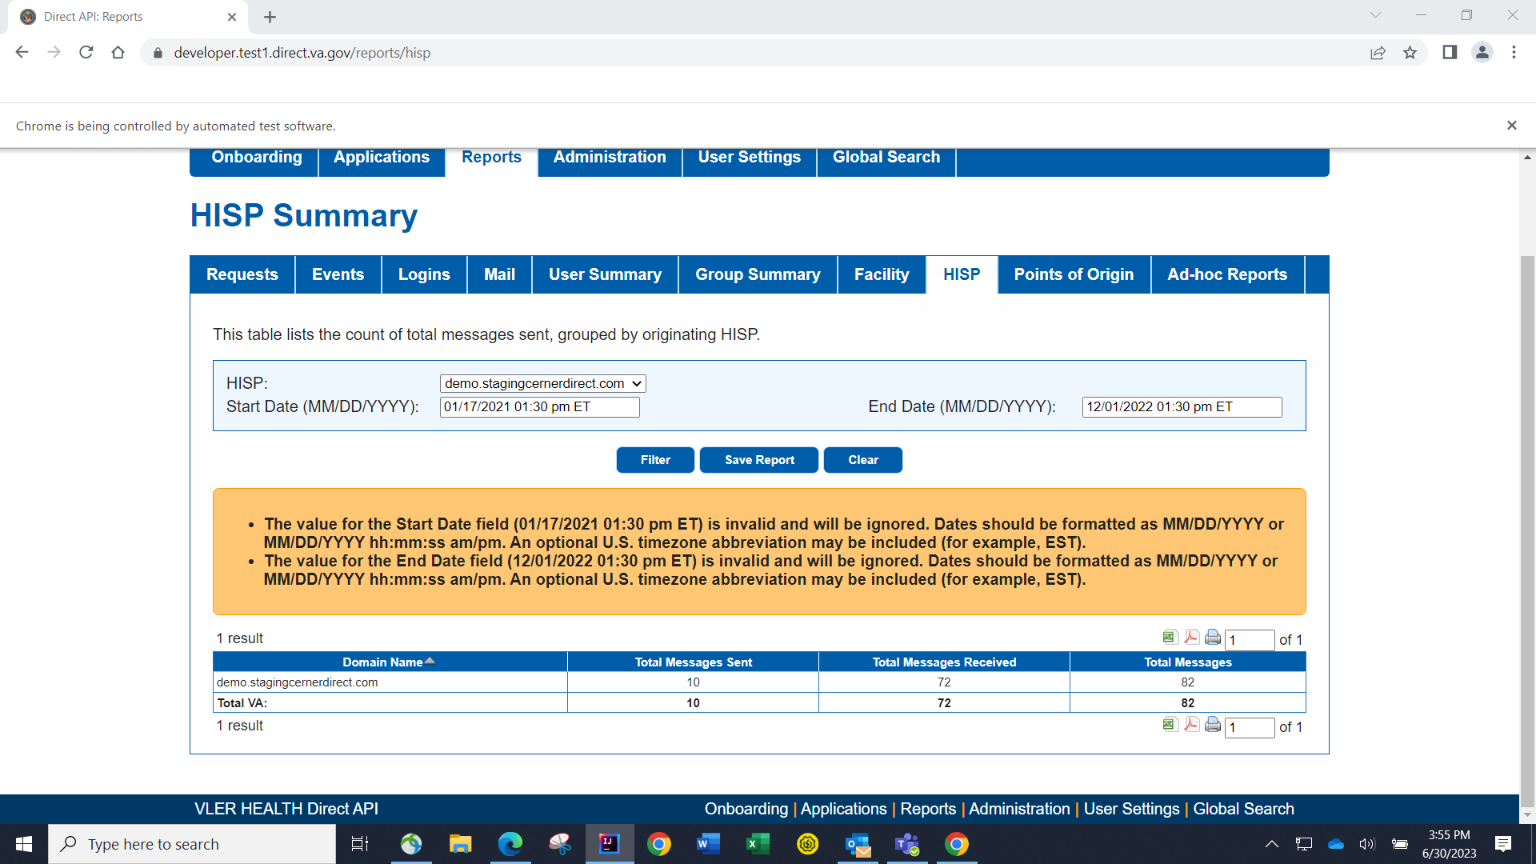 Direct API: Reports
developer.test1.direct.va.gov/reports/hisp
Chrome is being controlled by automated test software.
Onboarding Applications Reports Administration User Settings Global Search
HISP Summary
Requests Events Logins Mail User Summary Group Summary Facility HISP Points of Origin Ad-hoc Reports
This table lists the count of total messages sent, grouped by originating HISP.
HISP: demo.stagingcernerdirect.com
Start Date (MM/DD/YYYY): 01/17/2021 01:30 pm ET End Date (MM/DD/YYYY): 12/01/2022 01:30 pm ET
Filter Save Report Clear
• The value for the Start Date field (01/17/2021 01:30 pm ET) is invalid and will be ignored. Dates should be formatted as MM/DD/YYYY or
MM/DD/YYYY hh:mm:ss am/pm. An optional U.S. timezone abbreviation may be included (for example, EST).
• The value for the End Date field (12/01/2022 01:30 pm ET) is invalid and will be ignored. Dates should be formatted as MM/DD/YYYY or
MM/DD/YYYY hh:mm:ss am/pm. An optional U.S. timezone abbreviation may be included (for example, EST).
1 result 1 of 1
Domain Name Total Messages Sent Total Messages Received Total Messages
demo.stagingcernerdirect.com 10 72 82
Total VA: 10 72 82
1 result 1 of 1
VLER HEALTH Direct API Onboarding | Applications | Reports | Administration | User Settings | Global Search
Type here to search
3:55 PM
6/30/2023